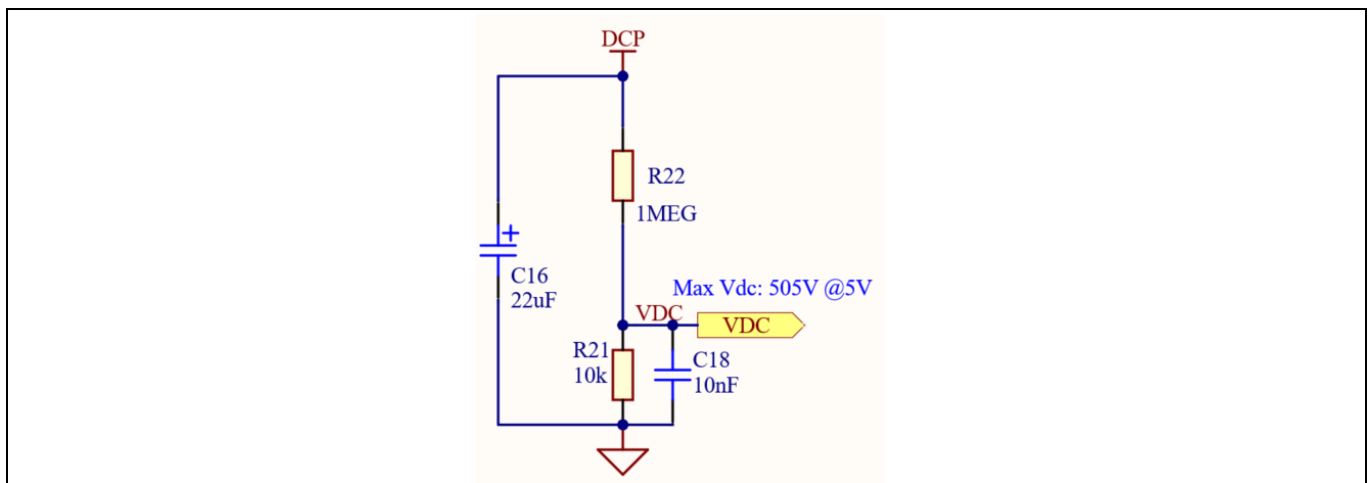 DCP
R22
1MEG
+
C16
22uF
Max Vdc: 505V @5V
VDC
VDC
R21
10k
C18
10nF